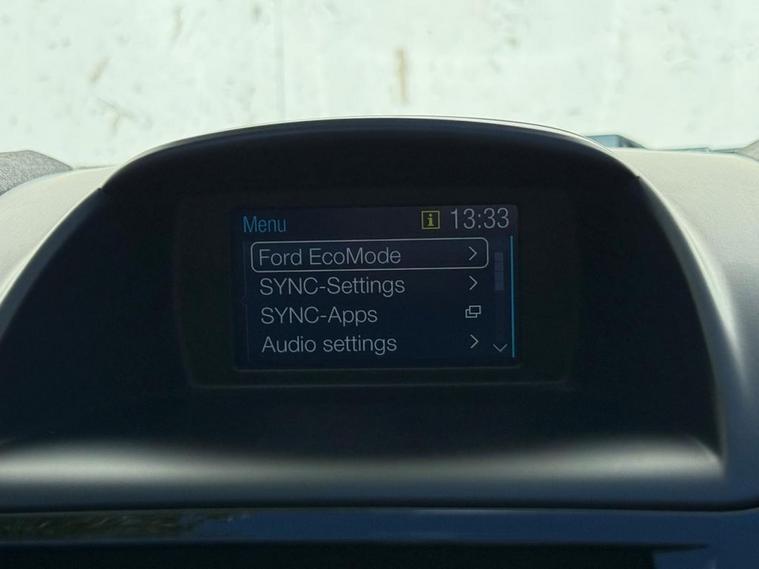 Menu i 13:33
Ford EcoMode
SYNC-Settings
SYNC-Apps
Audio settings